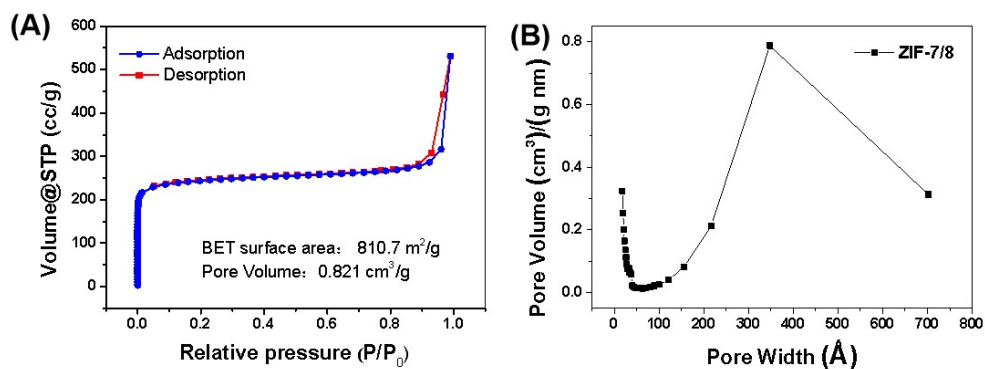 (A)
600
500
400
300
200
100
0
Volume@STP (cc/g)
Adsorption
Desorption
BET surface area： 810.7 m²/g
Pore Volume：0.821 cm³/g
0.0 0.2 0.4 0.6 0.8 1.0
Relative pressure (P/P₀)
(B)
0.8
0.6
0.4
0.2
0.0
Pore Volume (cm³)/(g nm)
ZIF-7/8
0 100 200 300 400 500 600 700 800
Pore Width (Å)